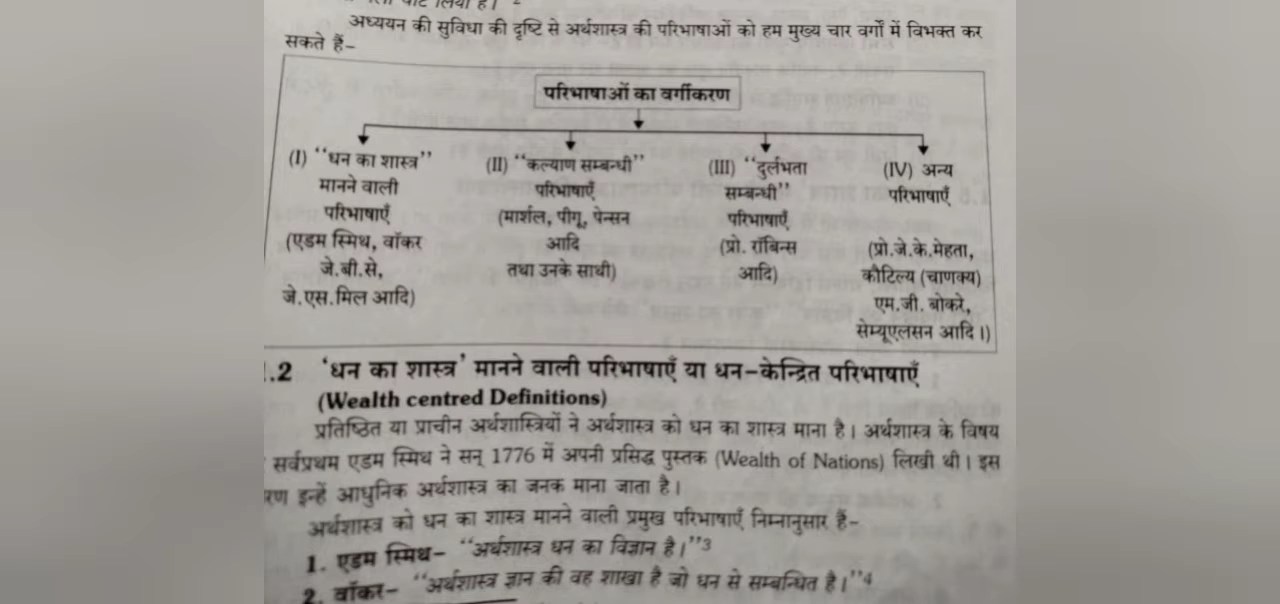 अध्ययन की सुविधा की दृष्टि से अर्थशास्त्र की परिभाषाओं को हम मुख्य चार वर्गों में विभक्त कर
सकते हैं–
परिभाषाओं का वर्गीकरण
(I) ‘‘धन का शास्त्र’’
मानने वाली
परिभाषाएँ
(एडम स्मिथ, वॉकर
जे.बी.से,
जे.एस.मिल आदि)
(II) ‘‘कल्याण सम्बन्धी’’
परिभाषाएँ
(मार्शल, पीगू, पेन्सन
आदि
तथा उनके साथी)
(III) ‘‘दुर्लभता
सम्बन्धी’’
परिभाषाएँ
(प्रो. रॉबिन्स
आदि)
(IV) अन्य
परिभाषाएँ
(प्रो.जे.के.मेहता,
कौटिल्य (चाणक्य)
एम.जी. बोकरे,
सेम्यूएलसन आदि।)
.2 ‘धन का शास्त्र’ मानने वाली परिभाषाएँ या धन–केन्द्रित परिभाषाएँ
(Wealth centred Definitions)
प्रतिष्ठित या प्राचीन अर्थशास्त्रियों ने अर्थशास्त्र को धन का शास्त्र माना है। अर्थशास्त्र के विषय
सर्वप्रथम एडम स्मिथ ने सन् 1776 में अपनी प्रसिद्ध पुस्तक (Wealth of Nations) लिखी थी। इस
रण इन्हें आधुनिक अर्थशास्त्र का जनक माना जाता है।
अर्थशास्त्र को धन का शास्त्र मानने वाली प्रमुख परिभाषाएँ निम्नानुसार हैं–
1. एडम स्मिथ– ‘‘अर्थशास्त्र धन का विज्ञान है।’’3
2. वॉकर– ‘‘अर्थशास्त्र ज्ञान की वह शाखा है जो धन से सम्बन्धित है।’’4